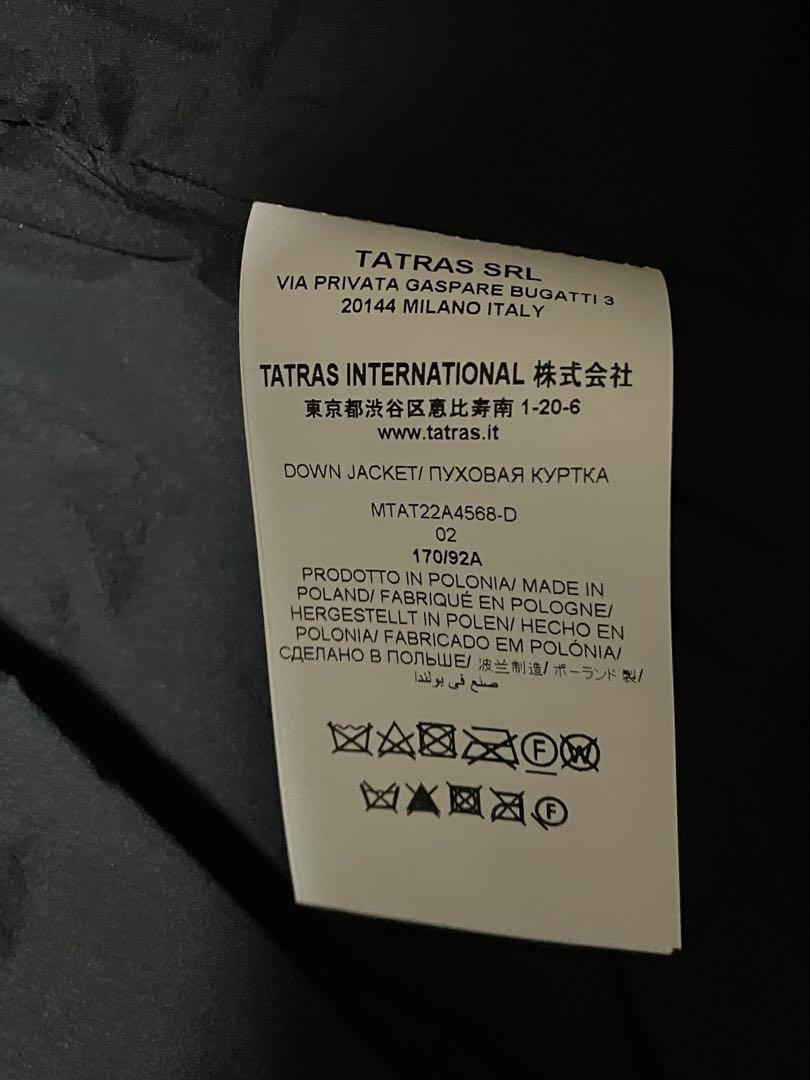 TATRAS SRL
VIA PRIVATA GASPARE BUGATTI 3
20144 MILANO ITALY
TATRAS INTERNATIONAL 株式会社
東京都渋谷区恵比寿南 1-20-6
www.tatras.it
DOWN JACKET/ ПУХОВАЯ КУРТКА
MTAT22A4568-D
02
170/92A
PRODOTTO IN POLONIA/ MADE IN
POLAND/ FABRIQUÉ EN POLOGNE/
HERGESTELLT IN POLEN/ HECHO EN
POLONIA/ FABRICADO EM POLÓNIA/
СДЕЛАНО В ПОЛЬШЕ/ 波兰制造/ ポーランド製/
صنع في بولندا
F W
F